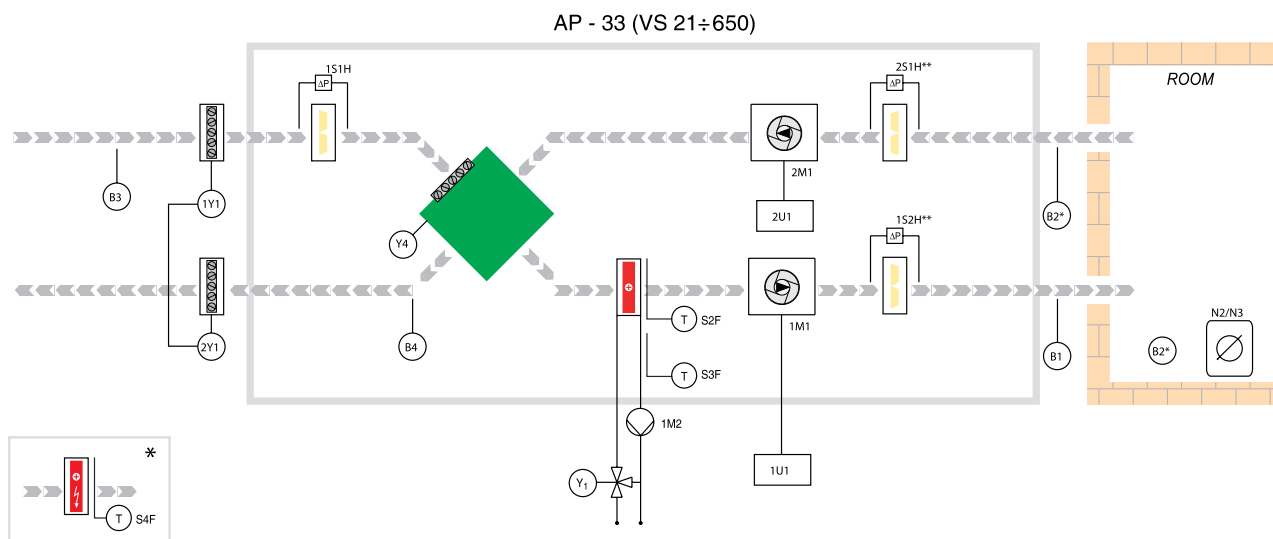 AP - 33 (VS 21÷650)
1S1H
ΔP
2S1H**
ΔP
ROOM
B3
1Y1
2M1
2U1
B2*
Y4
1S2H**
ΔP
2Y1
B4
T S2F
T S3F
1M1
B1
B2*
N2/N3
1M2
Y1
1U1
*
T S4F